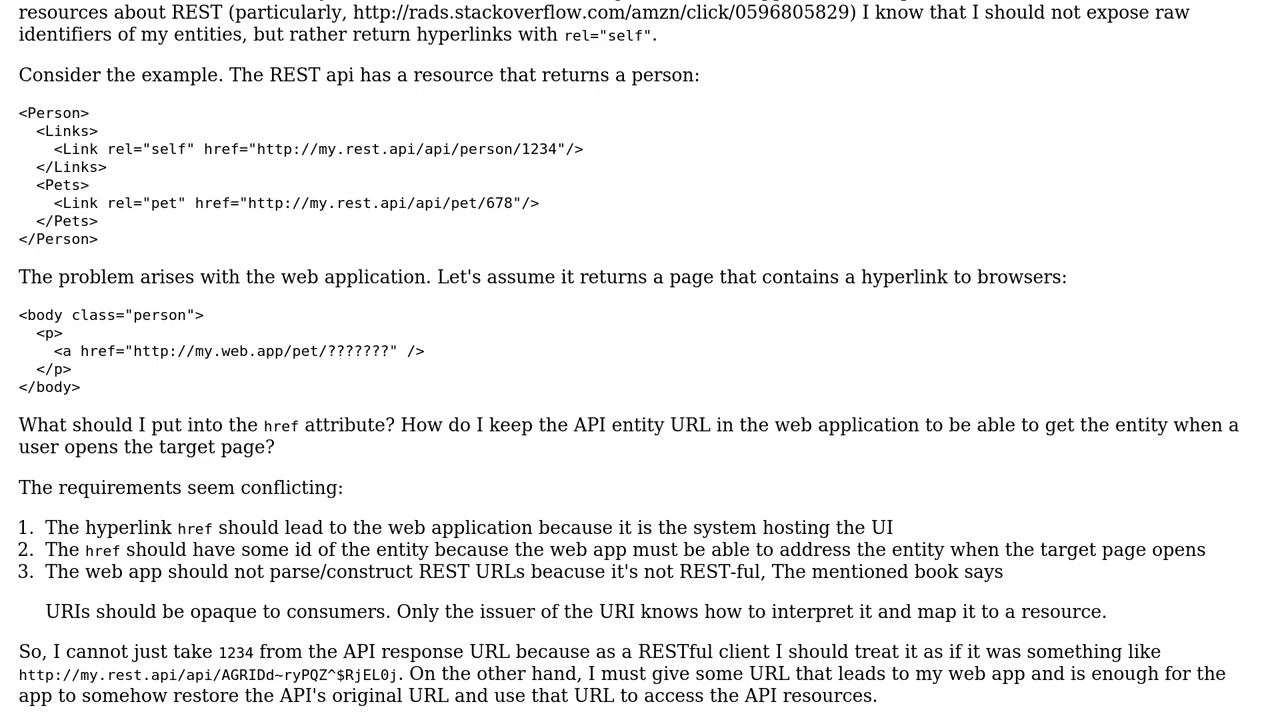 resources about REST (particularly, http://rads.stackoverflow.com/amzn/click/0596805829) I know that I should not expose raw
identifiers of my entities, but rather return hyperlinks with rel="self".
Consider the example. The REST api has a resource that returns a person:
<Person>
  <Links>
    <Link rel="self" href="http://my.rest.api/api/person/1234"/>
  </Links>
  <Pets>
    <Link rel="pet" href="http://my.rest.api/api/pet/678"/>
  </Pets>
</Person>
The problem arises with the web application. Let's assume it returns a page that contains a hyperlink to browsers:
<body class="person">
  <p>
    <a href="http://my.web.app/pet/???????" />
  </p>
</body>
What should I put into the href attribute? How do I keep the API entity URL in the web application to be able to get the entity when a
user opens the target page?
The requirements seem conflicting:
1. The hyperlink href should lead to the web application because it is the system hosting the UI
2. The href should have some id of the entity because the web app must be able to address the entity when the target page opens
3. The web app should not parse/construct REST URLs beacuse it's not REST-ful, The mentioned book says
URIs should be opaque to consumers. Only the issuer of the URI knows how to interpret it and map it to a resource.
So, I cannot just take 1234 from the API response URL because as a RESTful client I should treat it as if it was something like
http://my.rest.api/api/AGRIDd~ryPQZ^$RjEL0j. On the other hand, I must give some URL that leads to my web app and is enough for the
app to somehow restore the API's original URL and use that URL to access the API resources.